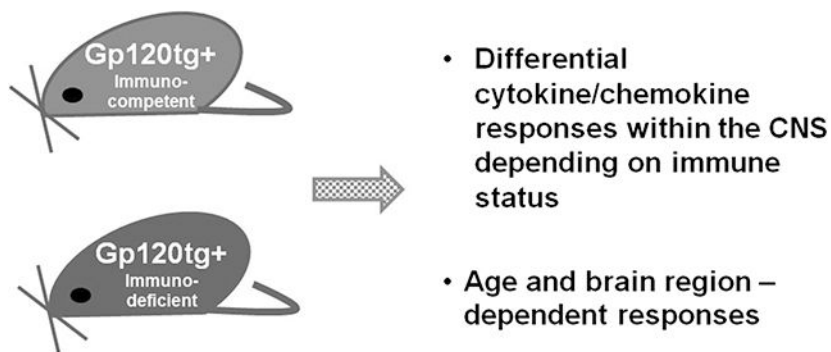 Gp120tg+
Immuno-
competent
Gp120tg+
Immuno-
deficient
• Differential
cytokine/chemokine
responses within the CNS
depending on immune
status
• Age and brain region –
dependent responses